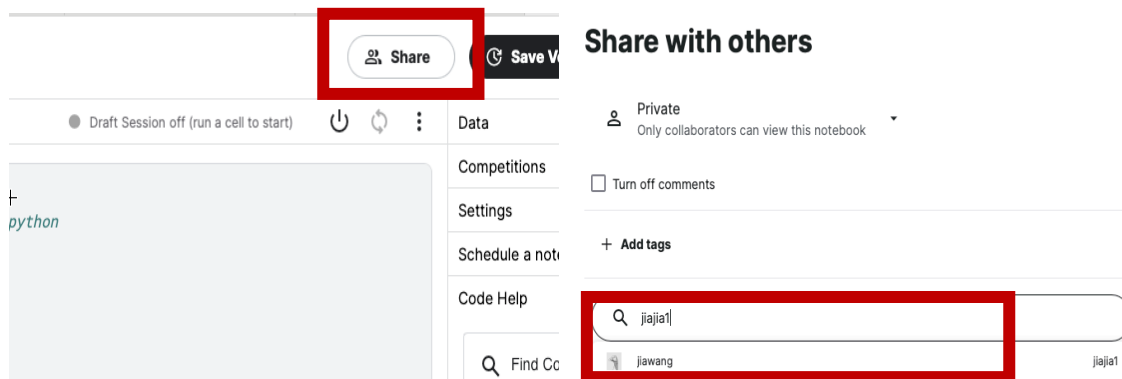 Share
Save V
Draft Session off (run a cell to start)
Data
Competitions
python
Settings
Schedule a note
Code Help
Find Co
Share with others
Private
Only collaborators can view this notebook
Turn off comments
+ Add tags
jiajia1
jiawang jiajia1